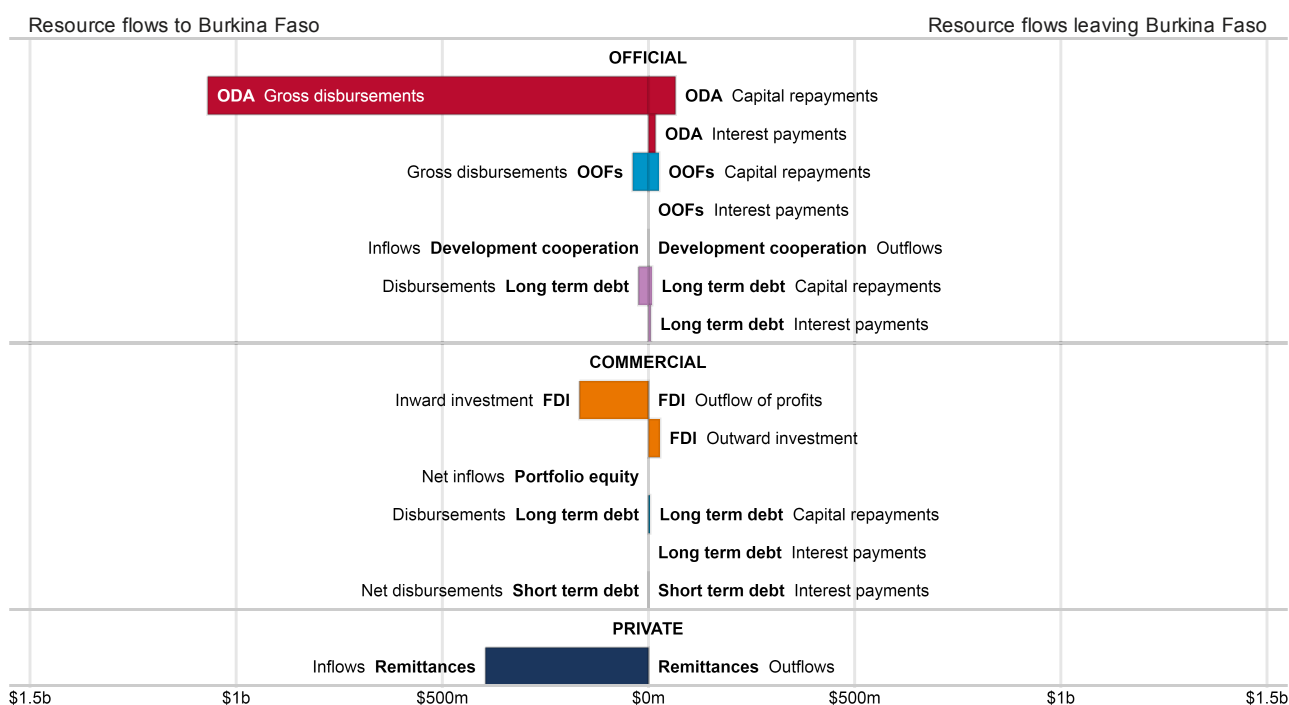 Resource flows to Burkina Faso Resource flows leaving Burkina Faso
OFFICIAL
ODA Gross disbursements ODA Capital repayments
ODA Interest payments
Gross disbursements OOFs OOFs Capital repayments
OOFs Interest payments
Inflows Development cooperation Development cooperation Outflows
Disbursements Long term debt Long term debt Capital repayments
Long term debt Interest payments
COMMERCIAL
Inward investment FDI FDI Outflow of profits
FDI Outward investment
Net inflows Portfolio equity
Disbursements Long term debt Long term debt Capital repayments
Long term debt Interest payments
Net disbursements Short term debt Short term debt Interest payments
PRIVATE
Inflows Remittances Remittances Outflows
$1.5b $1b $500m $0m $500m $1b $1.5b